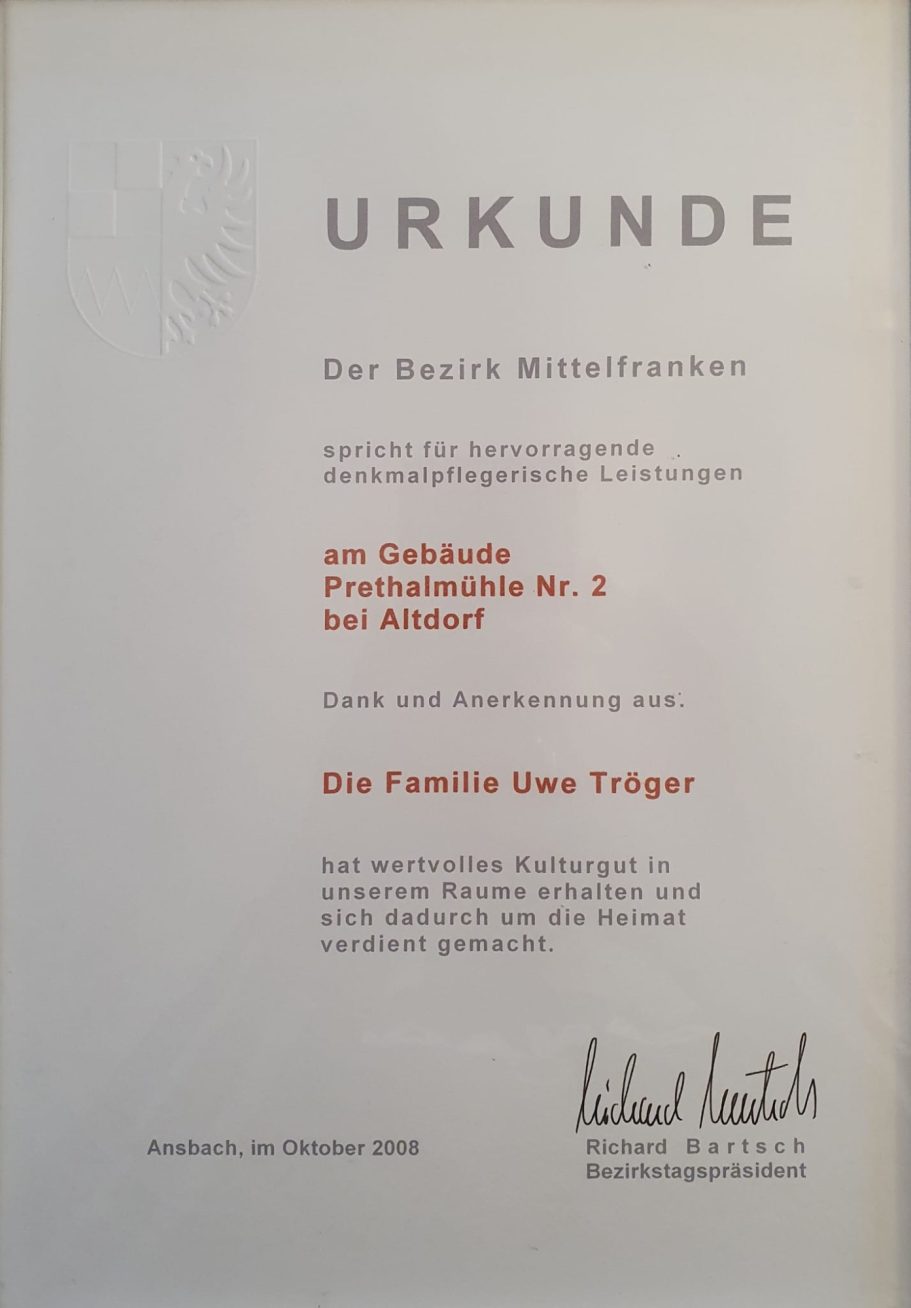 URKUNDE
Der Bezirk Mittelfranken
spricht für hervorragende
denkmalpflegerische Leistungen
am Gebäude
Prethalmühle Nr. 2
bei Altdorf
Dank und Anerkennung aus.
Die Familie Uwe Tröger
hat wertvolles Kulturgut in
unserem Raume erhalten und
sich dadurch um die Heimat
verdient gemacht.
Richard Bartsch
Ansbach, im Oktober 2008
Richard Bartsch
Bezirkstagspräsident